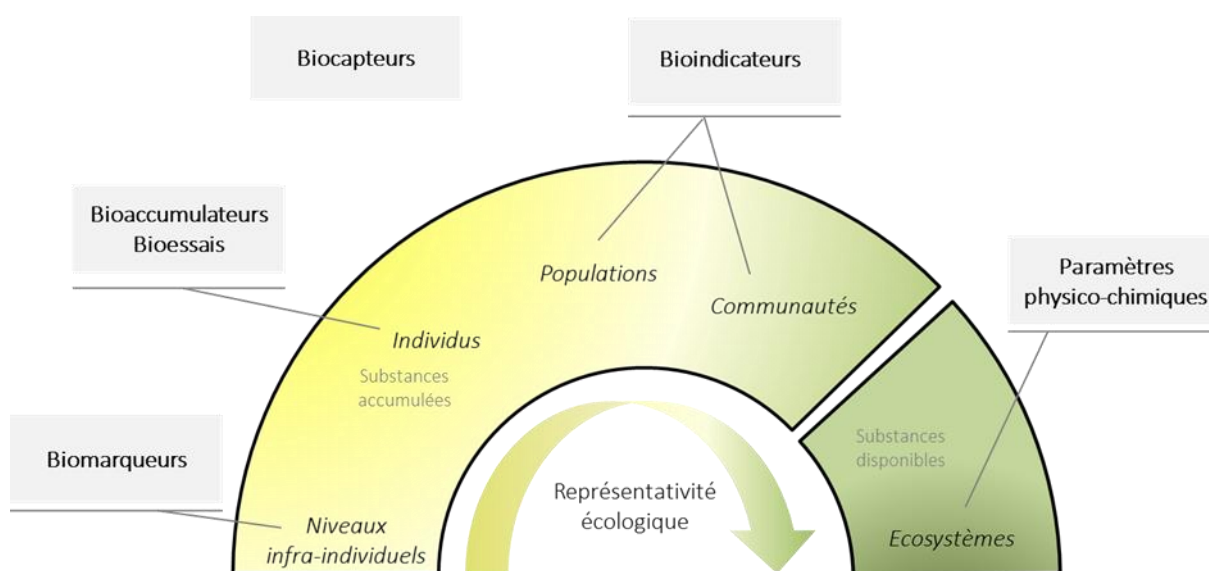 Biocapteurs
Bioindicateurs
Bioaccumulateurs
Bioessais
Populations
Paramètres
physico-chimiques
Communautés
Individus
Substances
accumulées
Substances
disponibles
Biomarqueurs
Représentativité
écologique
Niveaux
infra-individuels
Ecosystèmes